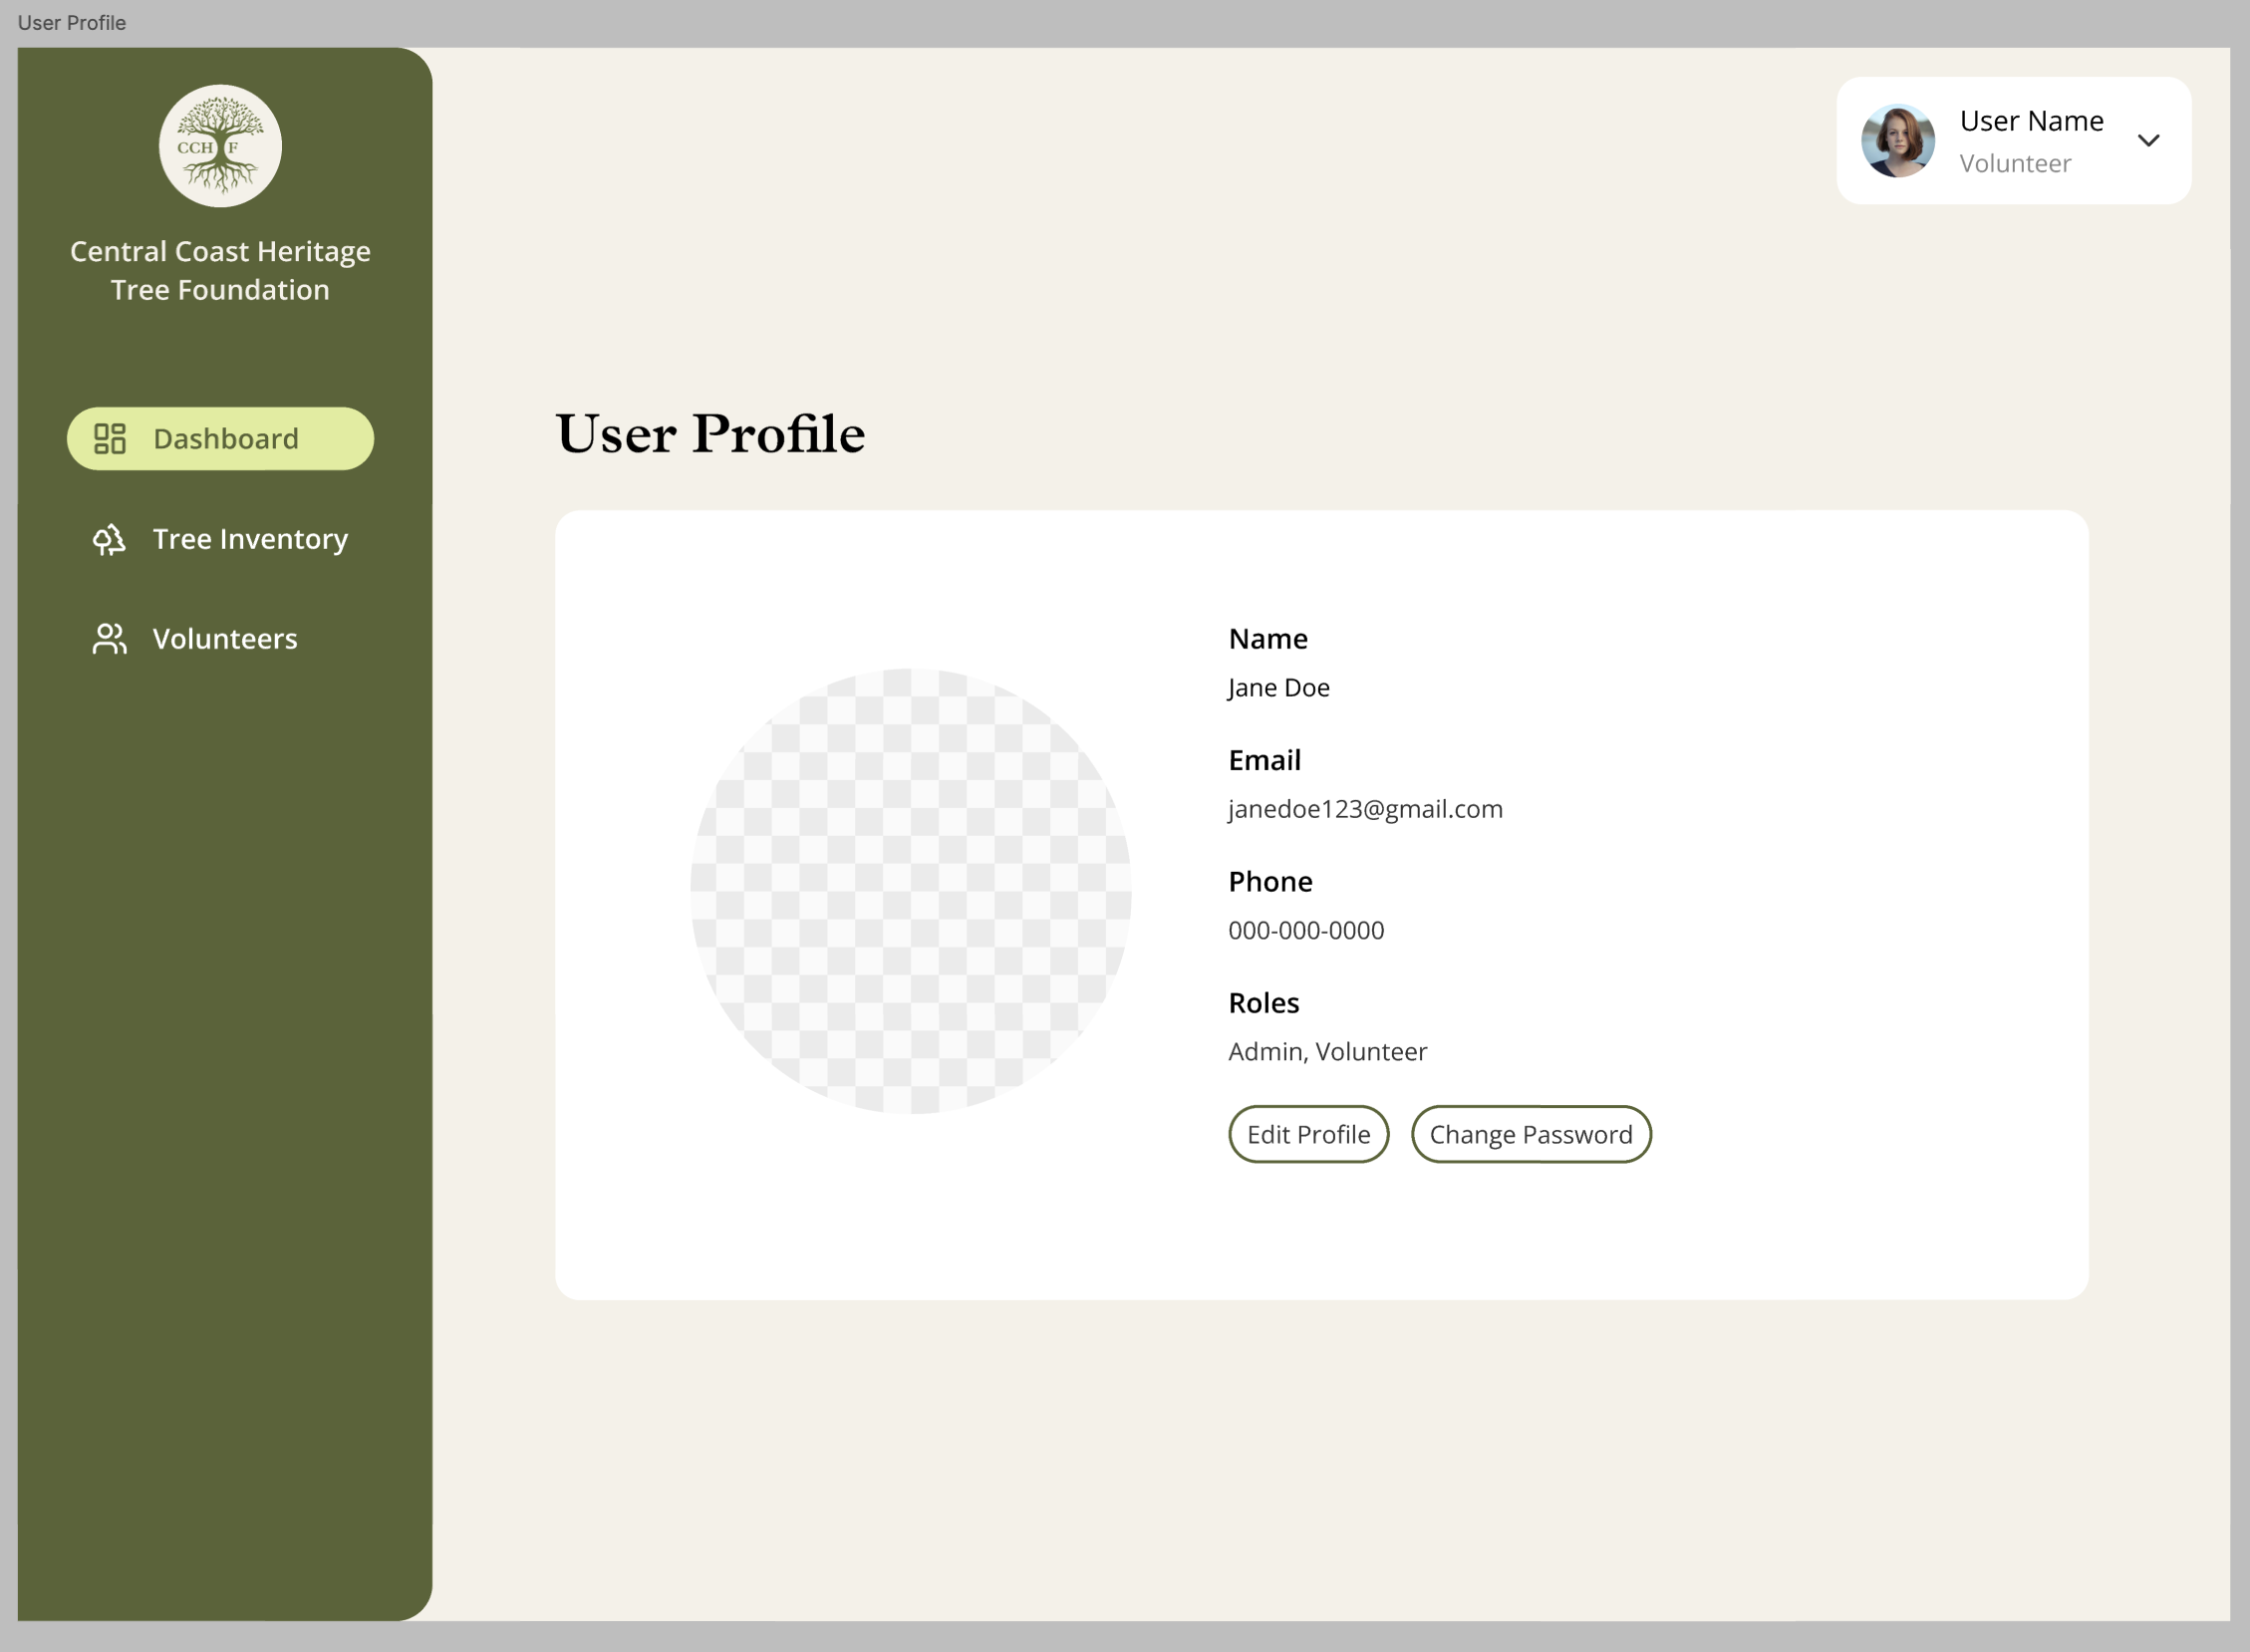 User Profile
CCH F
Central Coast Heritage
Tree Foundation
Dashboard
Tree Inventory
Volunteers
User Name
Volunteer
User Profile
Name
Jane Doe
Email
janedoe123@gmail.com
Phone
000-000-0000
Roles
Admin, Volunteer
Edit Profile
Change Password